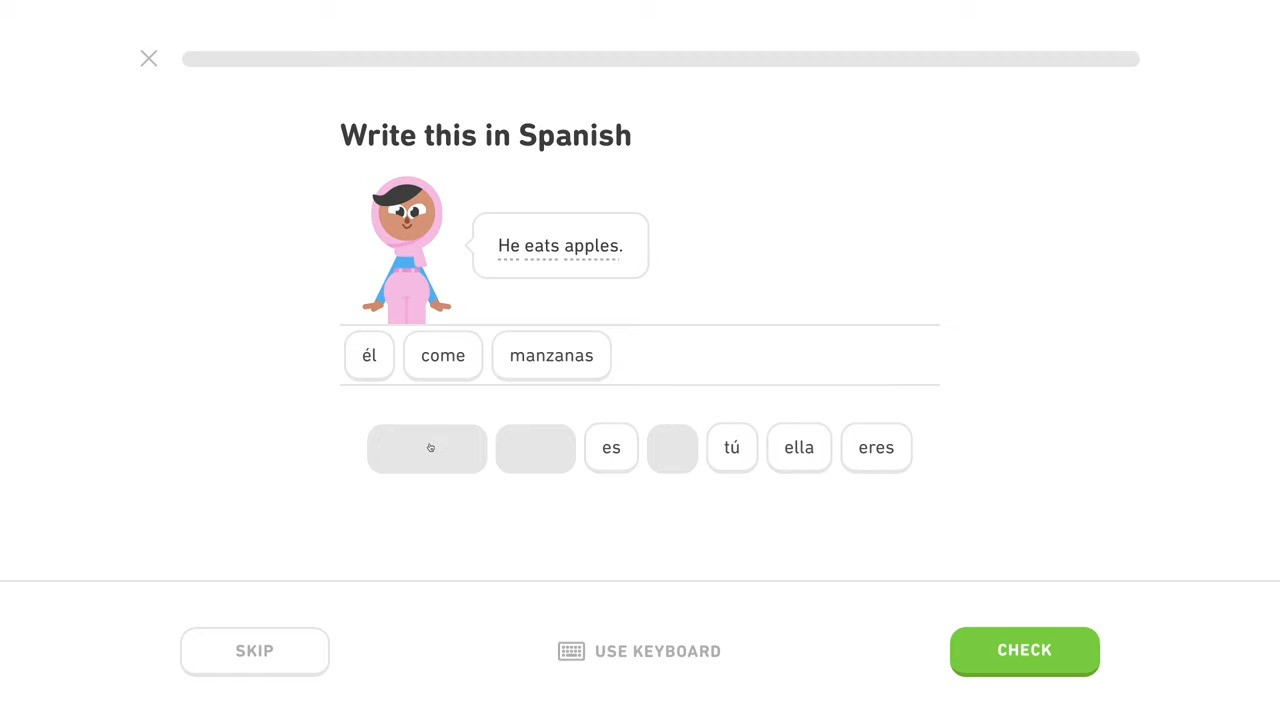 Write this in Spanish
He eats apples.
él come manzanas
es tú ella eres
SKIP USE KEYBOARD CHECK